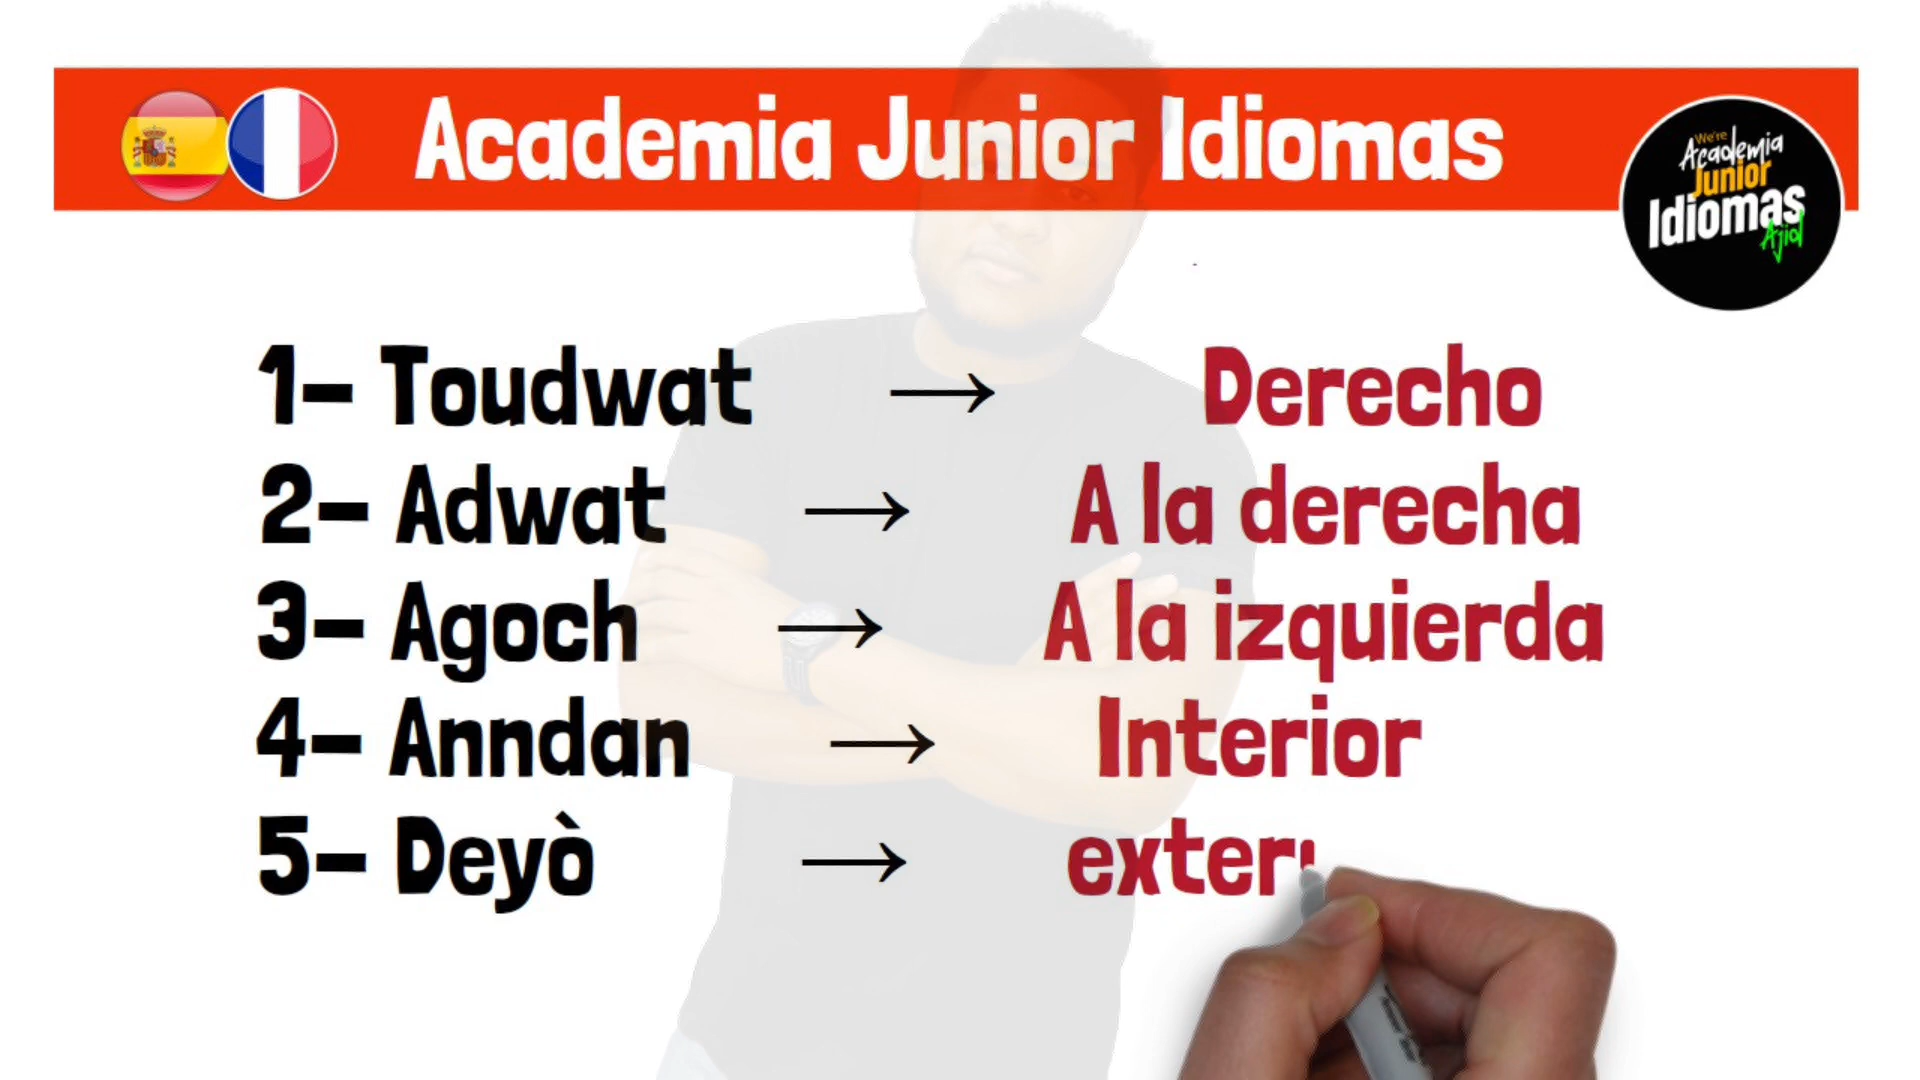 Academia Junior Idiomas
We're
Academia
Junior
Idiomas
Ajid
1- Toudwat → Derecho
2- Adwat → A la derecha
3- Agoch → A la izquierda
4- Anndan → Interior
5- Deyò → exter